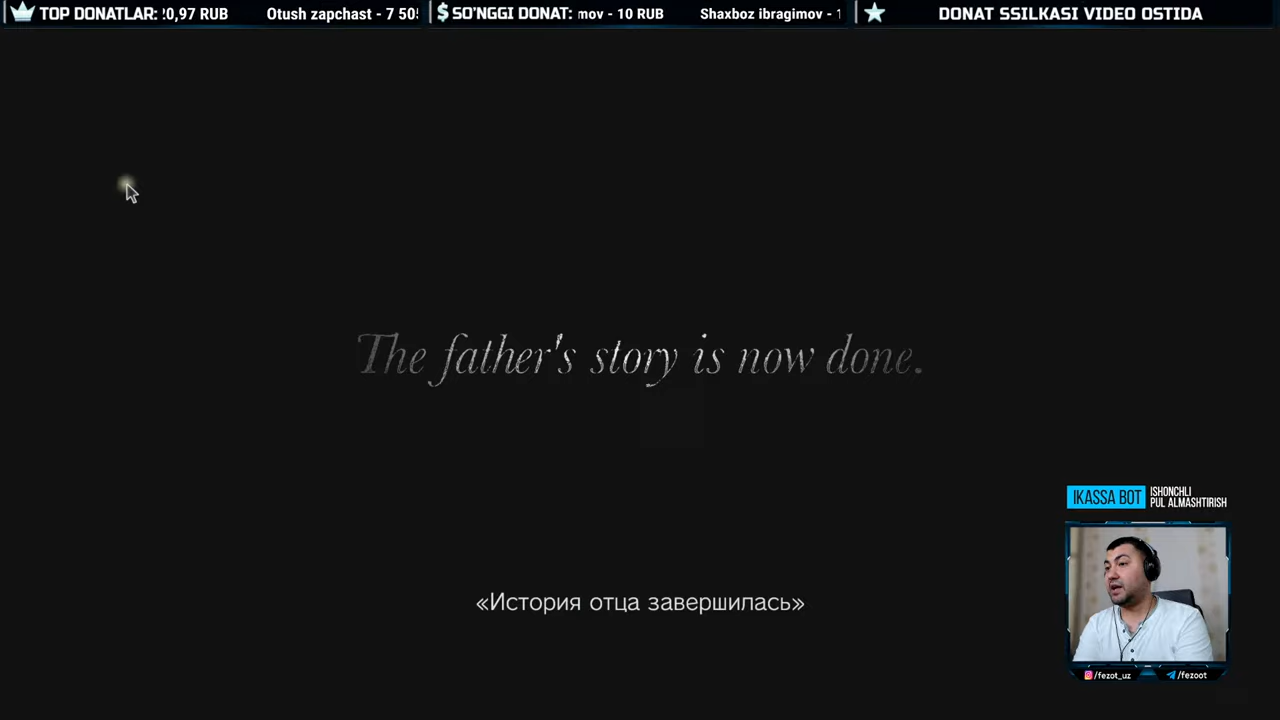 TOP DONATLAR: 20,97 RUB Otush zapchast - 7 50
$ SO'NGGI DONAT: mov - 10 RUB Shaxboz ibragimov - 1
DONAT SSILKASI VIDEO OSTIDA
The father's story is now done.
IKASSA BOT
ISHONCHLI
PUL ALMASHTIRISH
«История отца завершилась»
/fezot_uz
/fezoot